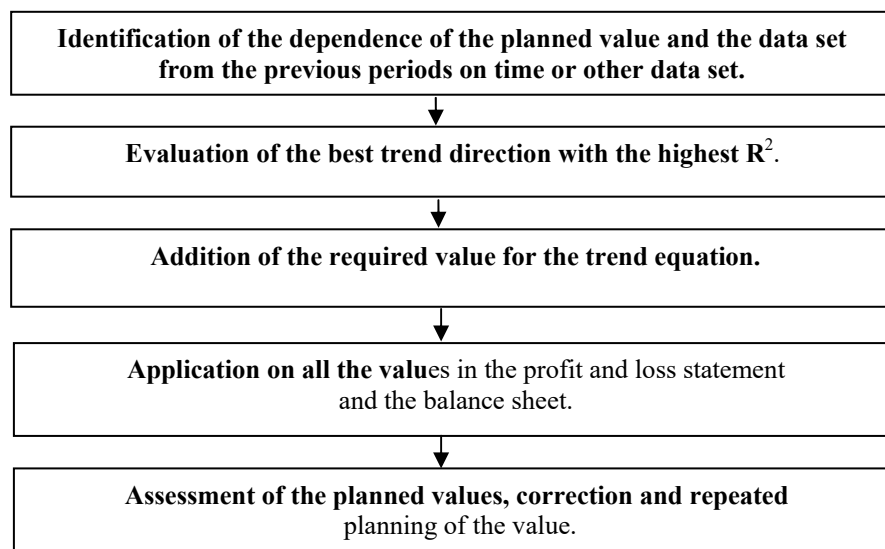 Identification of the dependence of the planned value and the data set
from the previous periods on time or other data set.
Evaluation of the best trend direction with the highest R².
Addition of the required value for the trend equation.
Application on all the values in the profit and loss statement
and the balance sheet.
Assessment of the planned values, correction and repeated
planning of the value.